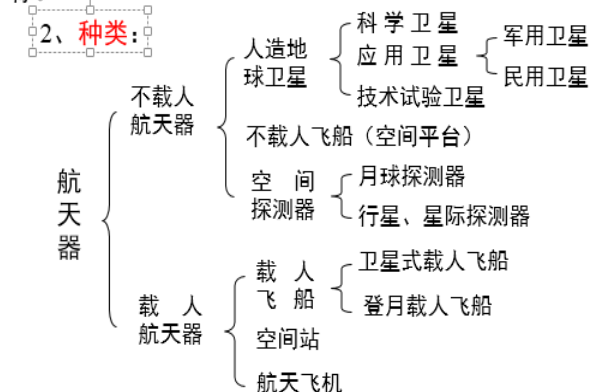 2、种类：
科学卫星
军用卫星
人造地
球卫星
应用卫星
民用卫星
技术试验卫星
不载人
航天器
不载人飞船（空间平台）
航
天
器
空间
探测器
月球探测器
行星、星际探测器
载人
飞船
卫星式载人飞船
登月载人飞船
载人
航天器
空间站
航天飞机